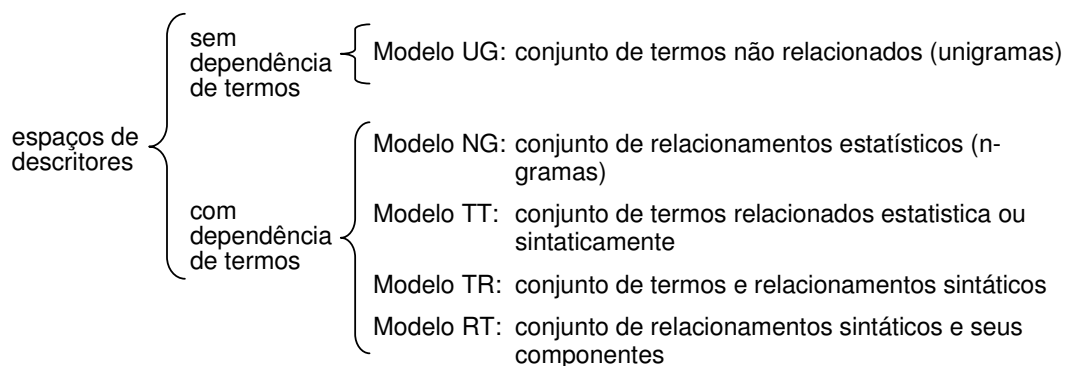 espaços de
descritores
sem
dependência
de termos
Modelo UG: conjunto de termos não relacionados (unigramas)
com
dependência
de termos
Modelo NG: conjunto de relacionamentos estatísticos (n-
gramas)
Modelo TT: conjunto de termos relacionados estatistica ou
sintaticamente
Modelo TR: conjunto de termos e relacionamentos sintáticos
Modelo RT: conjunto de relacionamentos sintáticos e seus
componentes